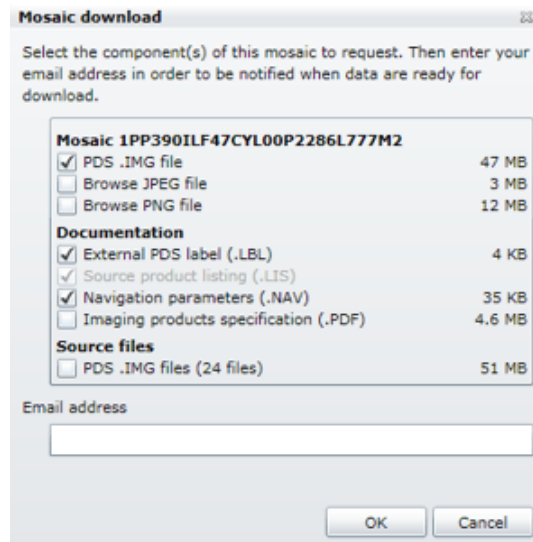 Mosaic download
Select the component(s) of this mosaic to request. Then enter your
email address in order to be notified when data are ready for
download.
Mosaic 1PP390ILF47CYL00P2286L777M2
PDS .IMG file 47 MB
Browse JPEG file 3 MB
Browse PNG file 12 MB
Documentation
External PDS label (.LBL) 4 KB
Source product listing (.LIS)
Navigation parameters (.NAV) 35 KB
Imaging products specification (.PDF) 4.6 MB
Source files
PDS .IMG files (24 files) 51 MB
Email address
OK Cancel